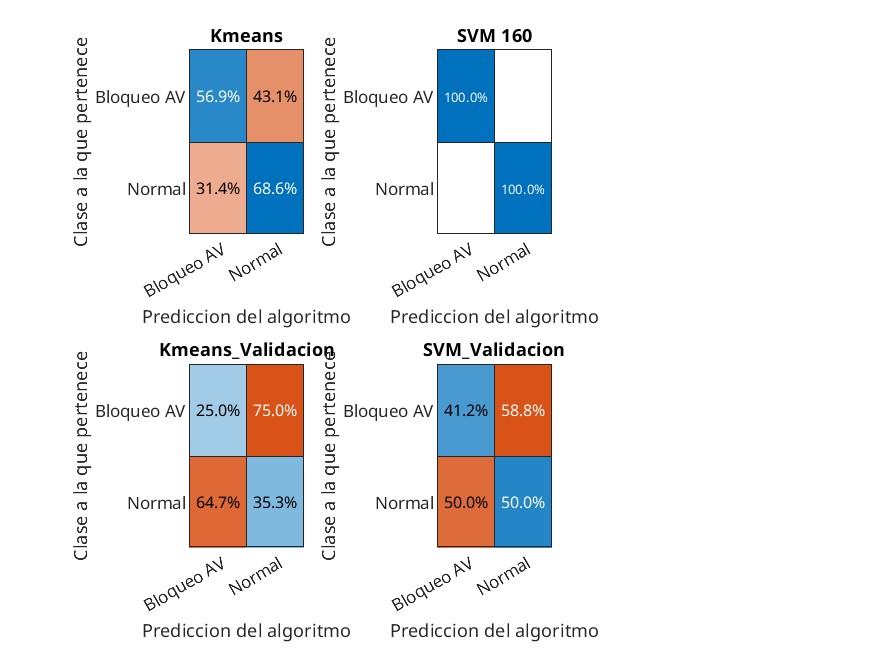 Kmeans
Clase a la que pertenece
Bloqueo AV
56.9%
43.1%
Normal
31.4%
68.6%
Bloqueo AV
Normal
Prediccion del algoritmo
SVM 160
Clase a la que pertenece
Bloqueo AV
100.0%
Normal
100.0%
Bloqueo AV
Normal
Prediccion del algoritmo
Kmeans_Validacion
Clase a la que pertenece
Bloqueo AV
25.0%
75.0%
Normal
64.7%
35.3%
Bloqueo AV
Normal
Prediccion del algoritmo
SVM_Validacion
Clase a la que pertenece
Bloqueo AV
41.2%
58.8%
Normal
50.0%
50.0%
Bloqueo AV
Normal
Prediccion del algoritmo